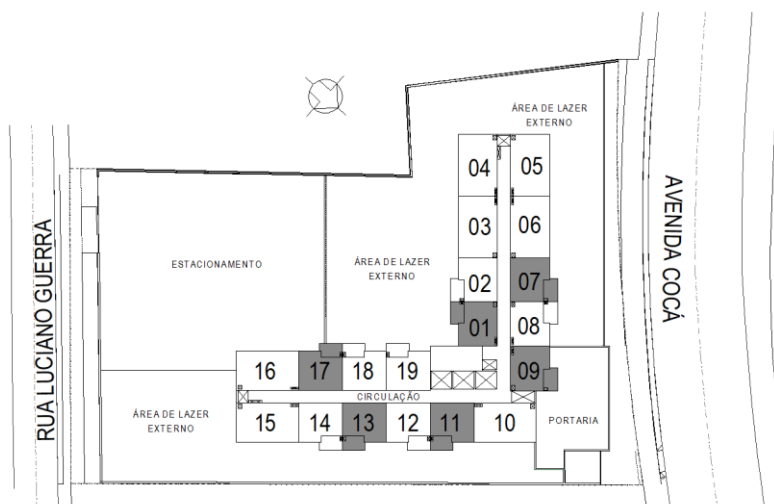 ÁREA DE LAZER
EXTERNO
04
05
03
06
02
07
01
08
09
ESTACIONAMENTO
ÁREA DE LAZER
EXTERNO
RUA LUCIANO GUERRA
AVENIDA COCÁ
16
17
18
19
CIRCULAÇÃO
ÁREA DE LAZER
EXTERNO
15
14
13
12
11
10
PORTARIA